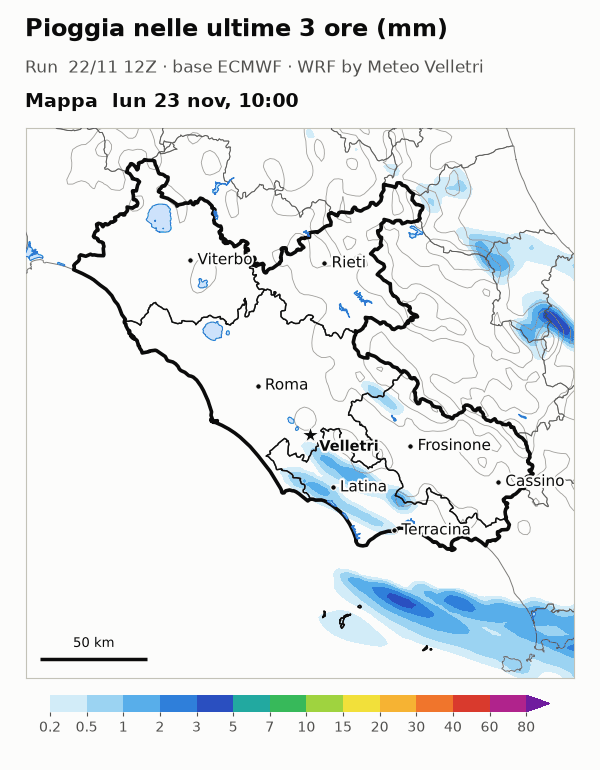 Pioggia nelle ultime 3 ore (mm)
Run  22/11 12Z · base ECMWF · WRF by Meteo Velletri
Mappa  lun 23 nov, 10:00
Viterbo
Rieti
Roma
Velletri
Frosinone
Latina
Cassino
Terracina
50 km
0.2 0.5 1 2 3 5 7 10 15 20 30 40 60 80